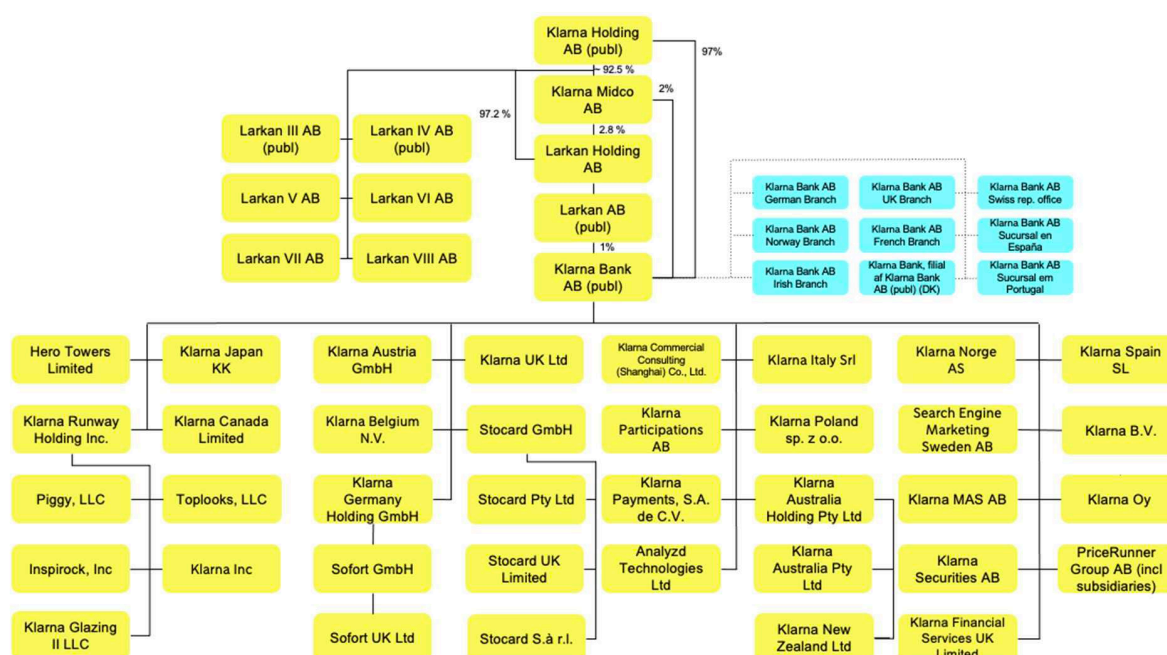 Klarna Holding
AB (publ)
97%
92.5 %
2%
Klarna Midco
AB
97.2 %
2.8 %
Larkan III AB
(publ)
Larkan IV AB
(publ)
Larkan Holding
AB
Larkan V AB
Larkan VI AB
Larkan AB
(publ)
Larkan VII AB
Larkan VIII AB
1%
Klarna Bank
AB (publ)
Klarna Bank AB
German Branch
Klarna Bank AB
UK Branch
Klarna Bank AB
Swiss rep. office
Klarna Bank AB
Norway Branch
Klarna Bank AB
French Branch
Klarna Bank AB
Sucursal en
España
Klarna Bank AB
Irish Branch
Klarna Bank, filial
af Klarna Bank
AB (publ) (DK)
Klarna Bank AB
Sucursal em
Portugal
Hero Towers
Limited
Klarna Japan
KK
Klarna Austria
GmbH
Klarna UK Ltd
Klarna Commercial
Consulting
(Shanghai) Co., Ltd.
Klarna Italy Srl
Klarna Norge
AS
Klarna Spain
SL
Klarna Runway
Holding Inc.
Klarna Canada
Limited
Klarna Belgium
N.V.
Stocard GmbH
Klarna
Participations
AB
Klarna Poland
sp. z o.o.
Search Engine
Marketing
Sweden AB
Klarna B.V.
Piggy, LLC
Toplooks, LLC
Klarna
Germany
Holding GmbH
Stocard Pty Ltd
Klarna
Payments, S.A.
de C.V.
Klarna
Australia
Holding Pty Ltd
Klarna MAS AB
Klarna Oy
Inspirock, Inc
Klarna Inc
Sofort GmbH
Stocard UK
Limited
Analyzd
Technologies
Ltd
Klarna
Australia Pty
Ltd
Klarna
Securities AB
PriceRunner
Group AB (incl
subsidiaries)
Klarna Glazing
II LLC
Sofort UK Ltd
Stocard S.à r.l.
Klarna New
Zealand Ltd
Klarna Financial
Services UK
Limited